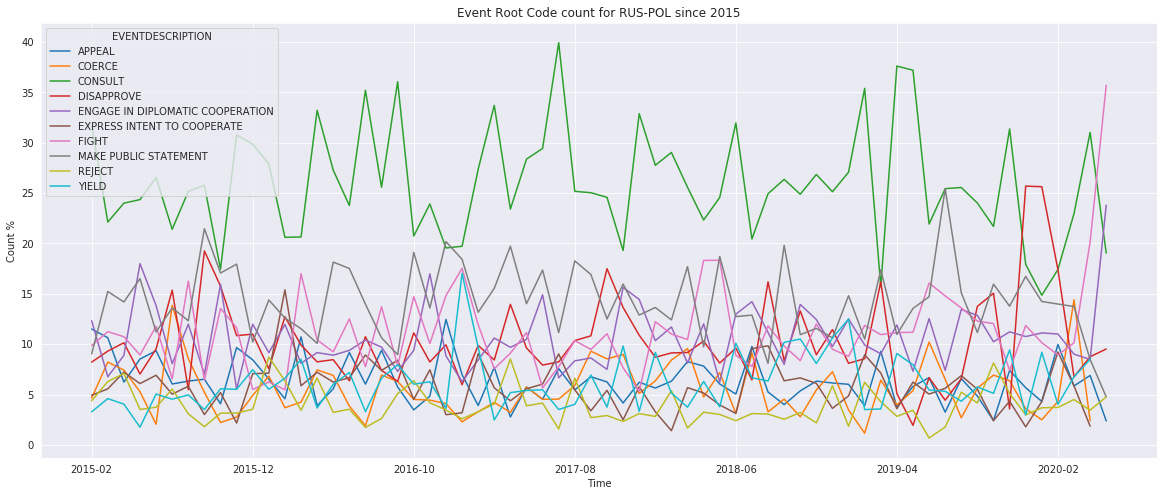 Event Root Code count for RUS-POL since 2015
EVENTDESCRIPTION
APPEAL
COERCE
CONSULT
DISAPPROVE
ENGAGE IN DIPLOMATIC COOPERATION
EXPRESS INTENT TO COOPERATE
FIGHT
MAKE PUBLIC STATEMENT
REJECT
YIELD
40
35
30
25
20
15
10
5
0
Count %
2015-02
2015-12
2016-10
2017-08
2018-06
2019-04
2020-02
Time